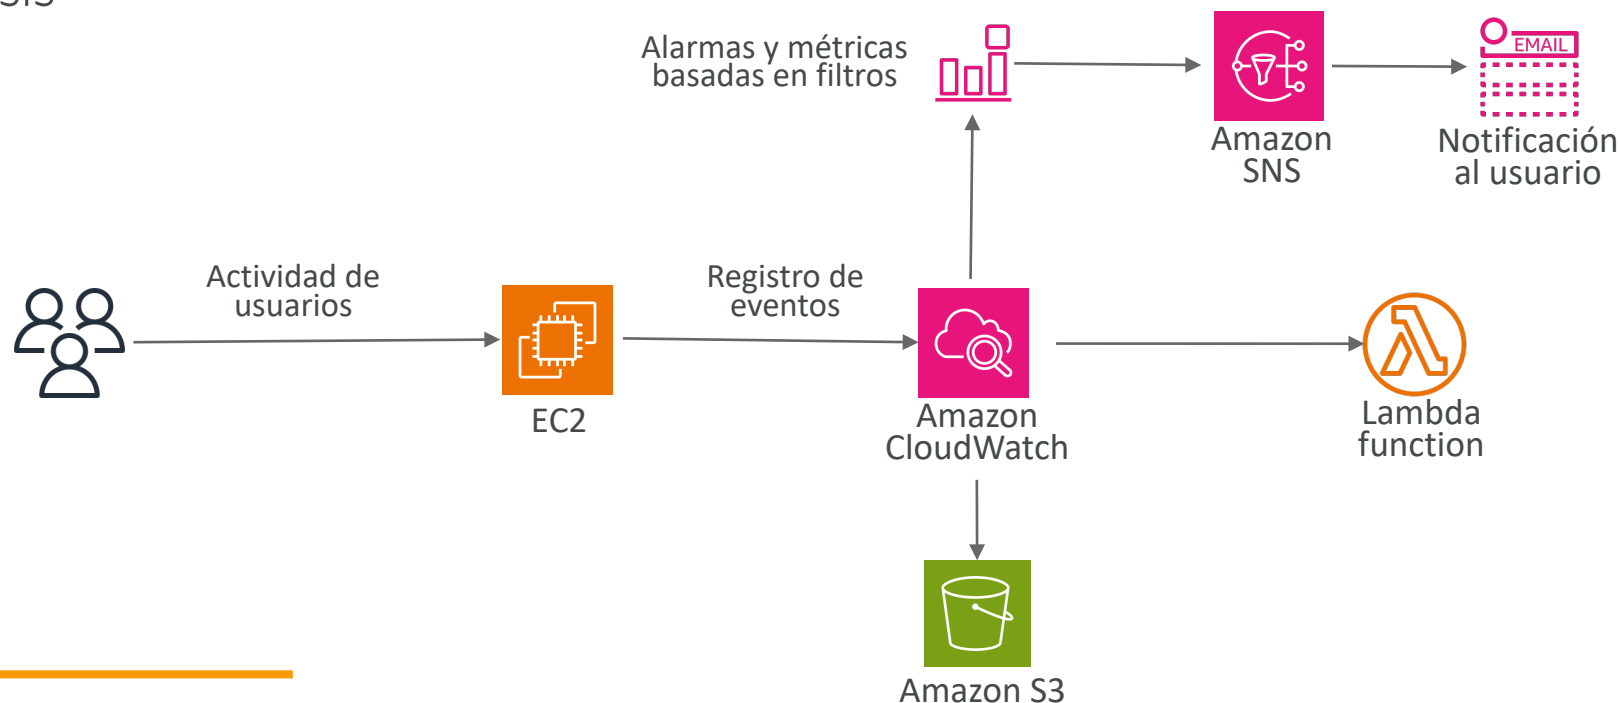 Alarmas y métricas
basadas en filtros
EMAIL
Amazon
SNS
Notificación
al usuario
Actividad de
usuarios
Registro de
eventos
EC2
Amazon
CloudWatch
Lambda
function
Amazon S3